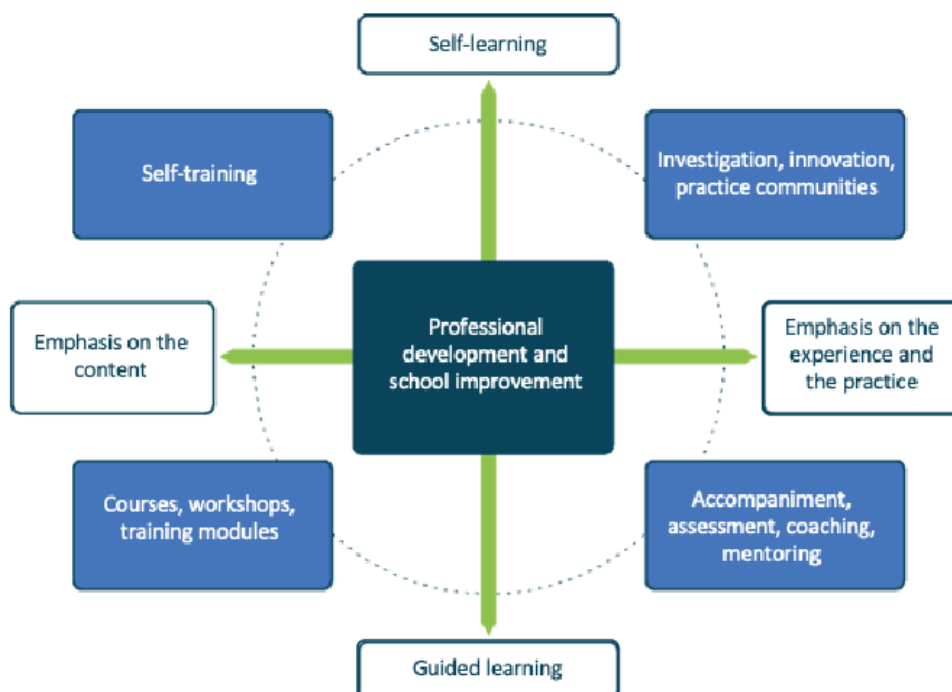 Self-learning
Self-training
Investigation, innovation,
practice communities
Emphasis on the
content
Professional
development and
school improvement
Emphasis on the
experience and
the practice
Courses, workshops,
training modules
Accompaniment,
assessment, coaching,
mentoring
Guided learning